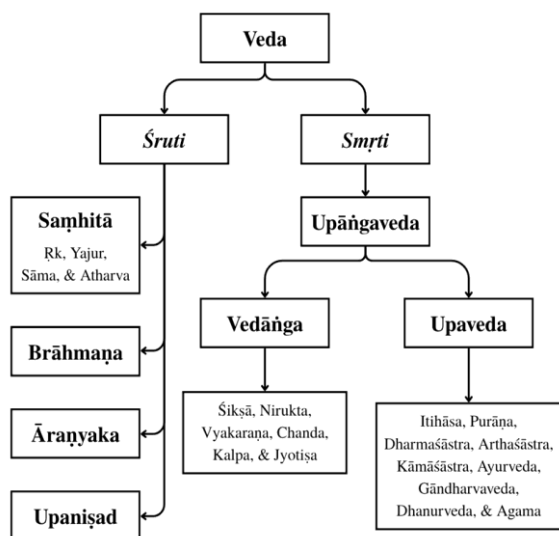 Veda
Śruti
Smṛti
Saṃhitā
Ṛk, Yajur,
Sāma, & Atharva
Brāhmaṇa
Āraṇyaka
Upaniṣad
Upāṅgaveda
Vedāṅga
Upaveda
Śikṣā, Nirukta,
Vyakaraṇa, Chanda,
Kalpa, & Jyotiṣa
Itihāsa, Purāṇa,
Dharmaśāstra, Arthaśāstra,
Kāmāśāstra, Ayurveda,
Gāndharvaveda,
Dhanurveda, & Agama